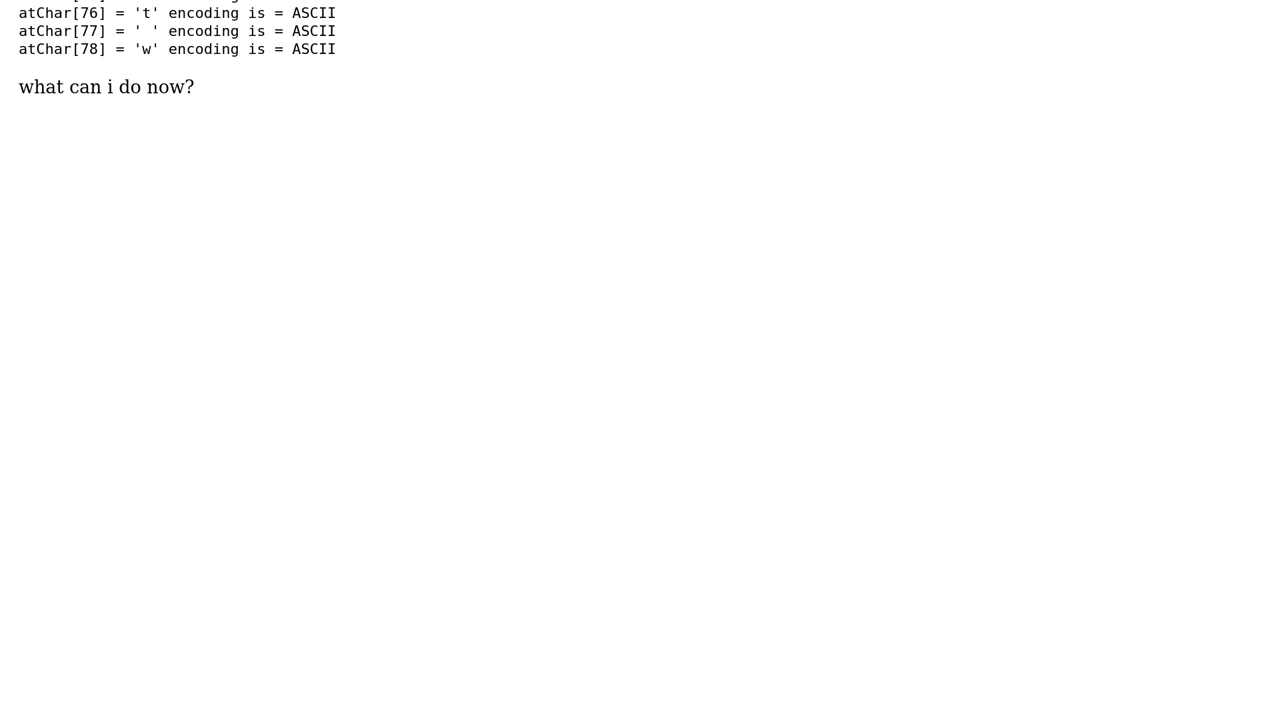 atChar[76] = 't' encoding is = ASCII
atChar[77] = ' ' encoding is = ASCII
atChar[78] = 'w' encoding is = ASCII
what can i do now?